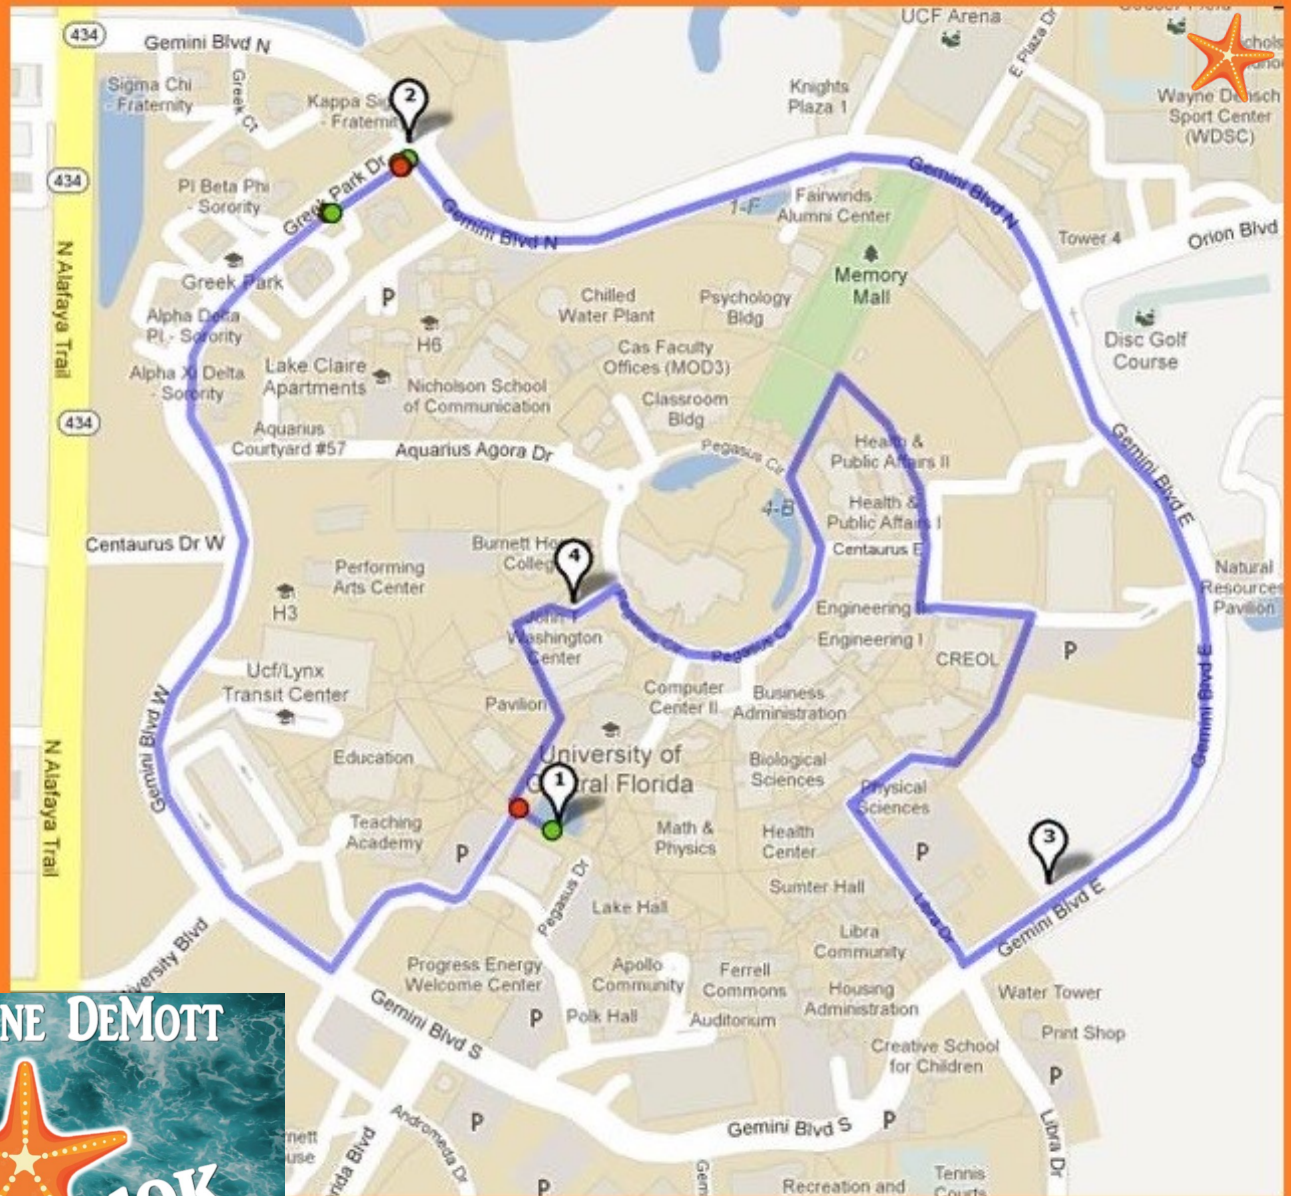 434
Gemini Blvd N
UCF Arena
E Plaza Dr
Sigma Chi
- Fraternity
Greek Ct
Kappa Sig
- Fraternit
2
Knights
Plaza 1
Wayne Densch
Sport Center
(WDSC)
434
Pi Beta Phi
- Sorority
Greek Park Dr
Gemini Blvd N
1-F
Fairwinds
Alumni Center
Gemini Blvd N
Tower 4
Orion Blvd
N Alafaya Trail
Greek Park
P
Memory
Mall
Alpha Delta
Pi - Sorority
H6
Chilled
Water Plant
Psychology
Bldg
Disc Golf
Course
Alpha Xi Delta
- Sorority
Lake Claire
Apartments
Cas Faculty
Offices (MOD3)
Nicholson School
of Communication
Classroom
Bldg
434
Aquarius
Courtyard #57
Aquarius Agora Dr
Pegasus Cir
Health &
Public Affairs II
Gemini Blvd E
4-B
Health &
Public Affairs I
Centaurus Dr W
Burnett Honors
College
4
Centaurus E
Performing
Arts Center
H3
Natural
Resources
Pavilion
John T
Washington
Center
Pegasus Cir
Pegasus Cir
Engineering II
Engineering I
CREOL
P
Gemini Blvd E
Ucf/Lynx
Transit Center
Pavilion
Computer
Center II
Business
Administration
Gemini Blvd W
N Alafaya Trail
Education
University of
Central Florida
1
Biological
Sciences
Physical
Sciences
Teaching
Academy
P
Math &
Physics
Health
Center
P
3
Pegasus Dr
Lake Hall
Sumter Hall
Libra Dr
Gemini Blvd E
Libra
Community
University Blvd
Progress Energy
Welcome Center
Apollo
Community
Ferrell
Commons
Housing
Administration
Water Tower
P
Polk Hall
Auditorium
Print Shop
Gemini Blvd S
Creative School
for Children
P
NE DEMOTT
Andromeda Dr
P
Gemini Blvd S
P
Libra Dr
rida Blvd
P
Gem
Recreation and
Tennis
Courts